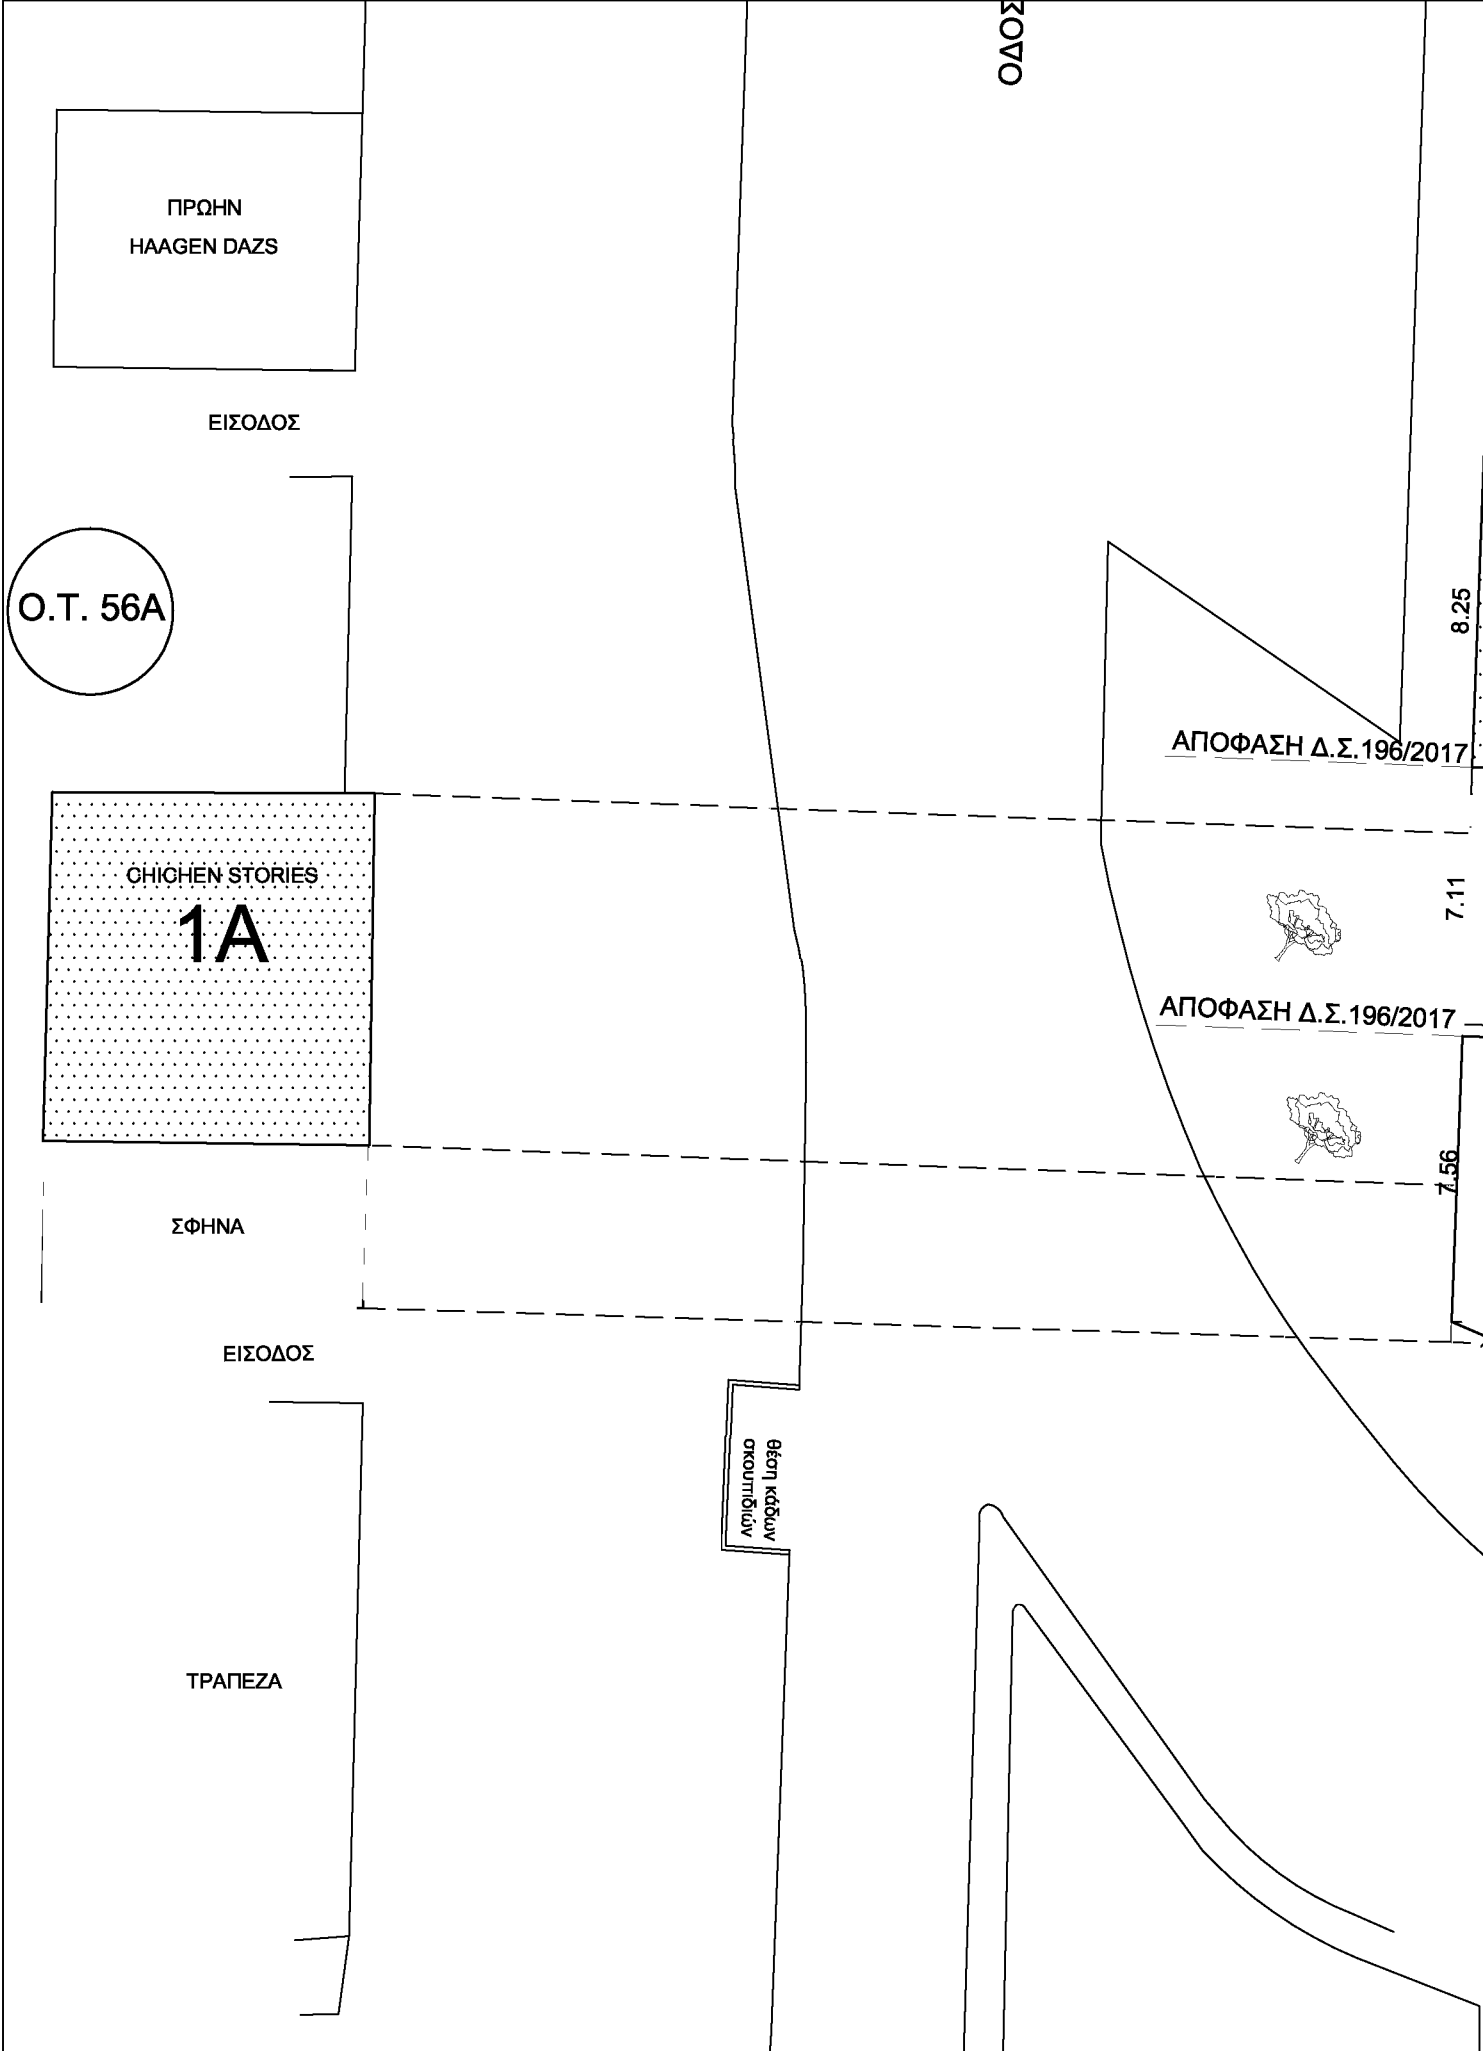 ΟΔΟΣ
ΠΡΩΗΝ
HAAGEN DAZS
ΕΙΣΟΔΟΣ
Ο.Τ. 56Α
8.25
ΑΠΟΦΑΣΗ Δ.Σ.196/2017
CHICHEN STORIES
1A
7.11
ΑΠΟΦΑΣΗ Δ.Σ.196/2017
7.56
ΣΦΗΝΑ
ΕΙΣΟΔΟΣ
θέση κάδων
σκουπιδιών
ΤΡΑΠΕΖΑ